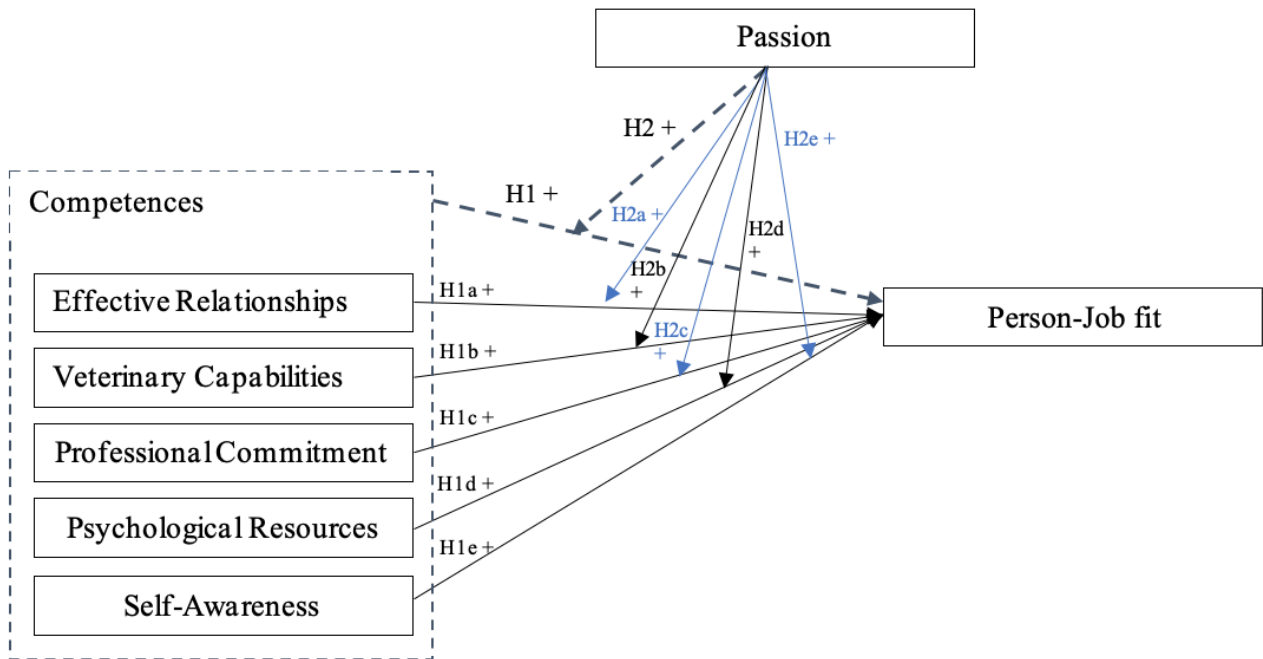 Passion
H2 +
H2e +
H1 +
Competences
H2a +
H2d
+
H2b
+
Effective Relationships
H1a +
Person-Job fit
H2c
+
H1b +
Veterinary Capabilities
H1c +
Professional Commitment
H1d +
Psychological Resources
H1e +
Self-Awareness